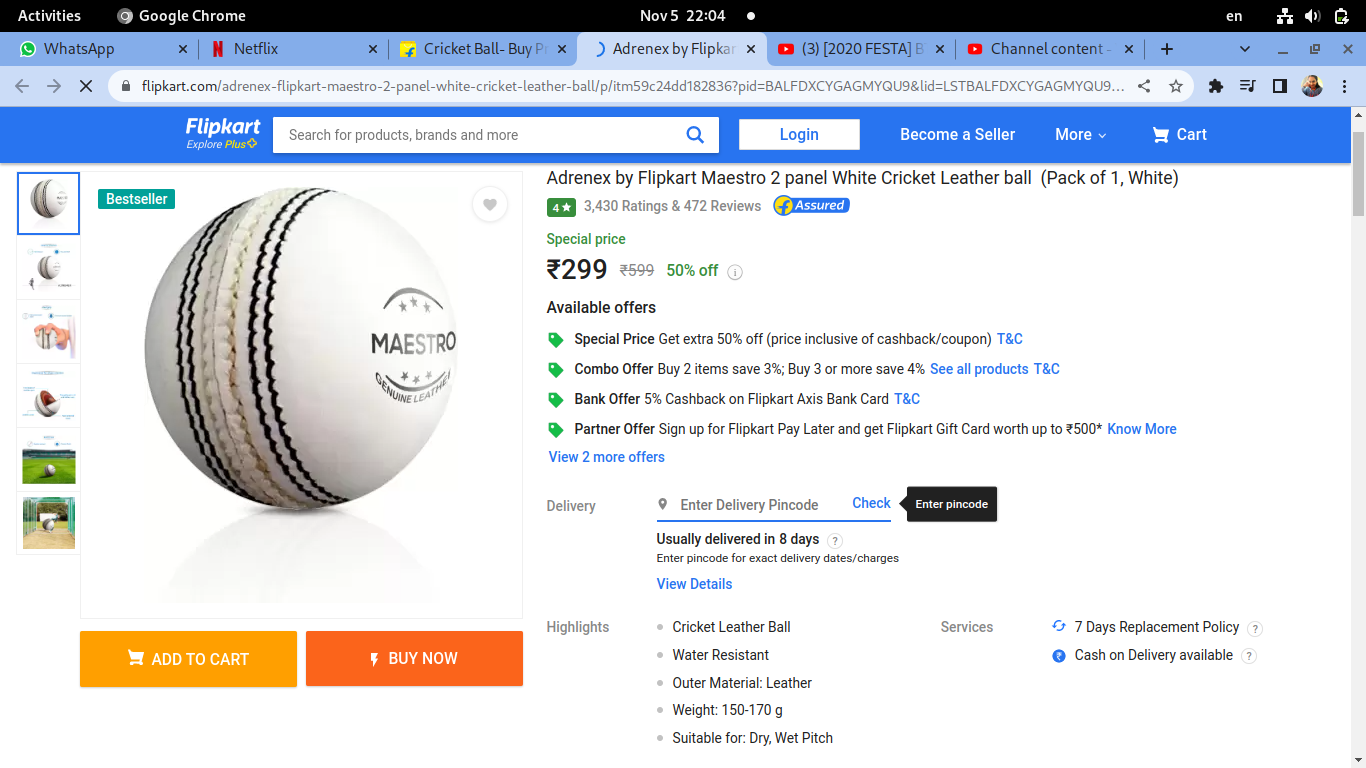 Activities Google Chrome Nov 5 22:04 en
WhatsApp Netflix Cricket Ball- Buy Adrenex by Flipkar (3) [2020 FESTA] Channel content -
flipkart.com/adrenex-flipkart-maestro-2-panel-white-cricket-leather-ball/p/itm59c24dd182836?pid=BALFDXCYGAGMYQU9&lid=LSTBALFDXCYGAGMYQU9...
Flipkart
Explore Plus
Search for products, brands and more
Login
Become a Seller
More
Cart
Bestseller
MAESTRO
GENUINE LEATHER
ADD TO CART
BUY NOW
Adrenex by Flipkart Maestro 2 panel White Cricket Leather ball (Pack of 1, White)
4★ 3,430 Ratings & 472 Reviews Assured
Special price
₹299 ₹599 50% off i
Available offers
Special Price Get extra 50% off (price inclusive of cashback/coupon) T&C
Combo Offer Buy 2 items save 3%; Buy 3 or more save 4% See all products T&C
Bank Offer 5% Cashback on Flipkart Axis Bank Card T&C
Partner Offer Sign up for Flipkart Pay Later and get Flipkart Gift Card worth up to ₹500* Know More
View 2 more offers
Delivery Enter Delivery Pincode Check Enter pincode
Usually delivered in 8 days ?
Enter pincode for exact delivery dates/charges
View Details
Highlights
Cricket Leather Ball
Water Resistant
Outer Material: Leather
Weight: 150-170 g
Suitable for: Dry, Wet Pitch
Services
7 Days Replacement Policy ?
₹ Cash on Delivery available ?